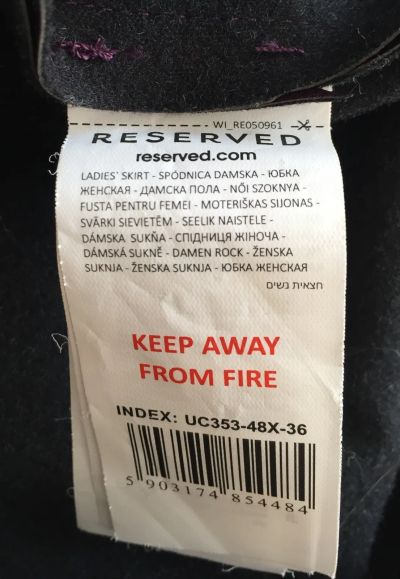 WI_RE050961
RESERVED
reserved.com
LADIES` SKIRT - SPÓDNICA DAMSKA - ЮБКА
ЖЕНСКАЯ - ДАМСКА ПОЛА - NŐI SZOKNYA -
FUSTA PENTRU FEMEI - MOTERIŠKAS SIJONAS -
SVĀRKI SIEVIETĒM - SEELIK NAISTELE -
DÁMSKA SUKŇA - СПІДНИЦЯ ЖІНОЧА -
DÁMSKÁ SUKNĚ - DAMEN ROCK - ŽENSKA
SUKNJA - ŽENSKA SUKNJA - ЮБКА ЖЕНСКАЯ
חצאית נשים
KEEP AWAY
FROM FIRE
INDEX: UC353-48X-36
5 903174 854484